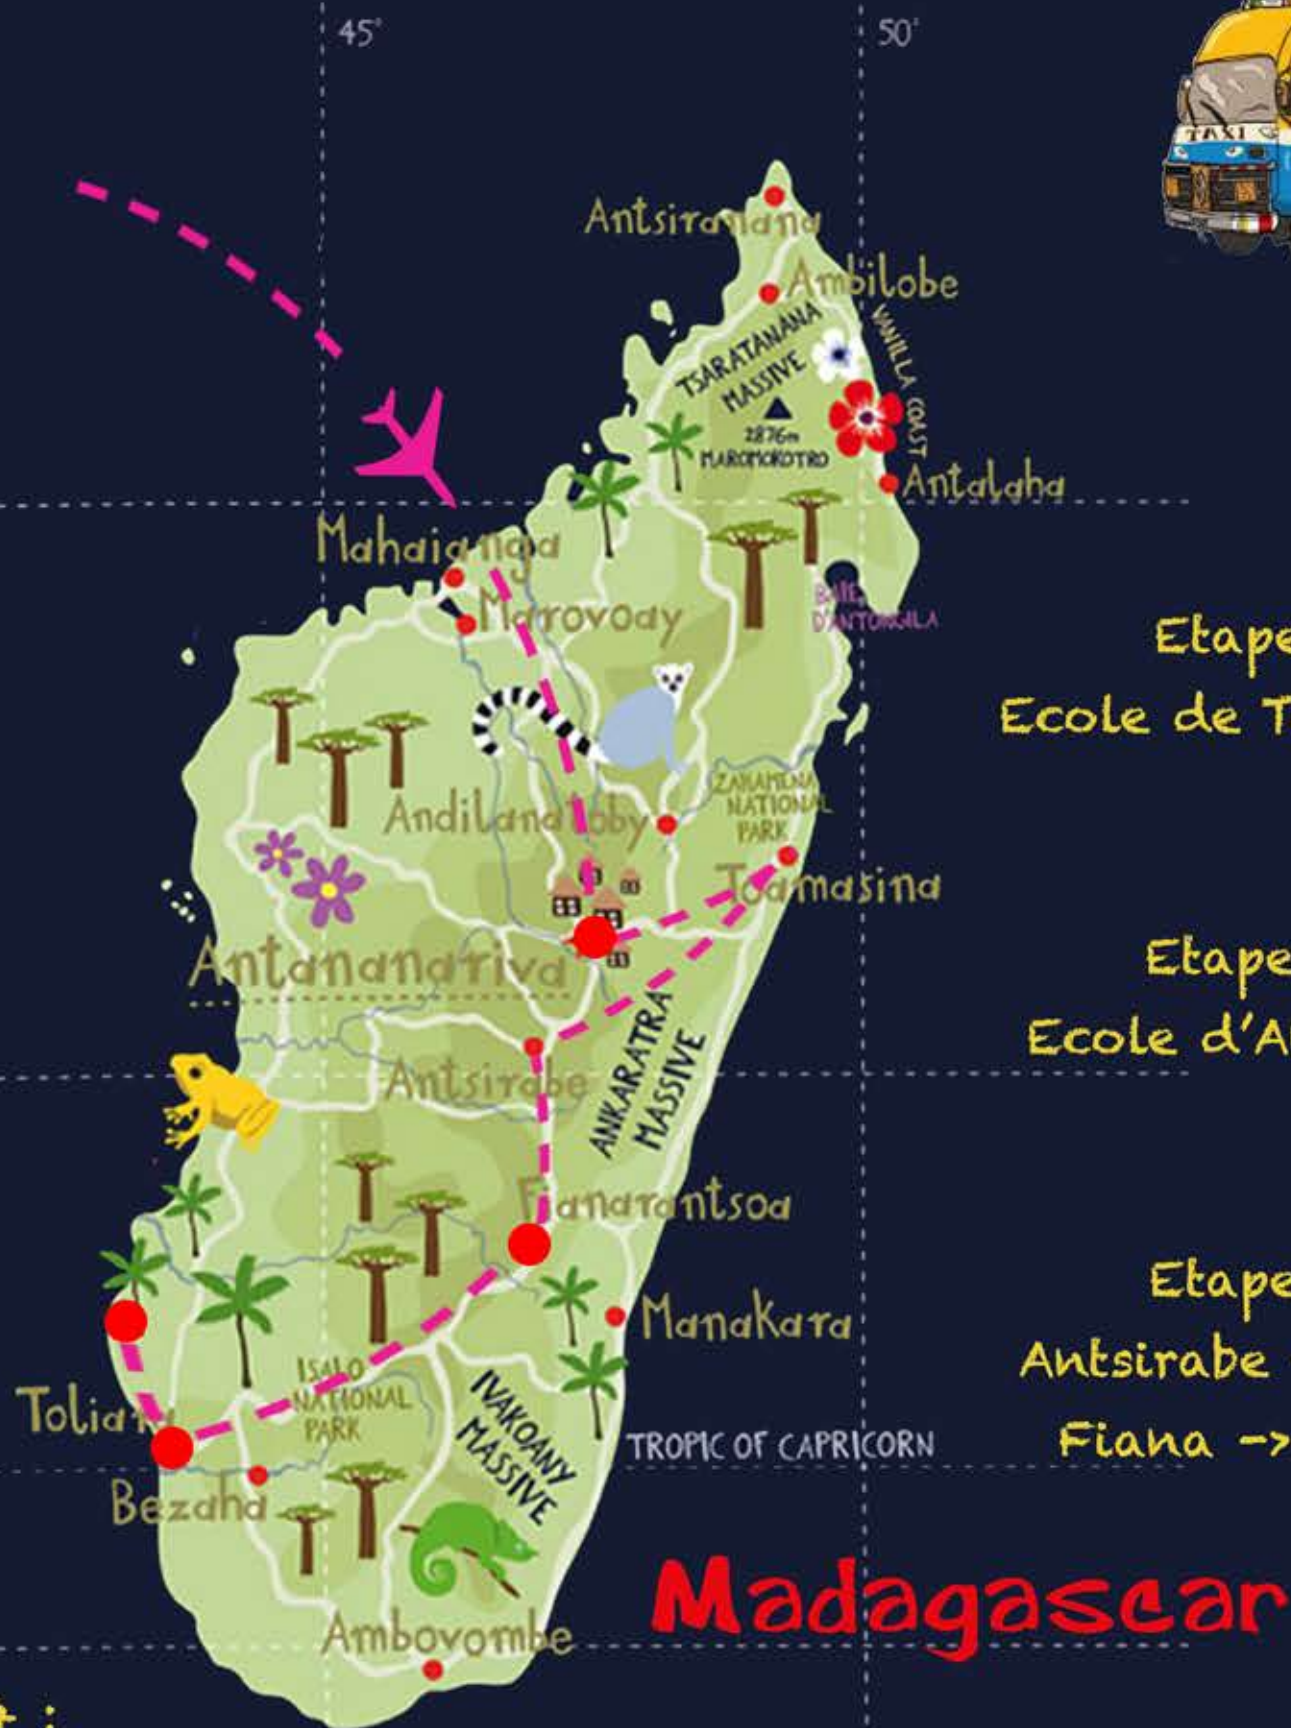 45°
50°
TAXI
Antsiranana
Ambilobe
VANILLA COAST
TSARATANANA
MASSIVE
2876m
MAROMOKOTRO
Antalaha
Mahajanga
Marovoay
BAIE
D'ANTONGILA
Etape
Ecole de T
ZAHAMENA
NATIONAL
PARK
Andilanatoby
Toamasina
Antananariva
Etape
Ecole d'A
ANKARATRA
MASSIVE
Antsirabe
Fianarantsoa
Etape
Manakara
Antsirabe
ISALO
NATIONAL
PARK
Toliara
IVAKOANY
MASSIVE
TROPIC OF CAPRICORN
Fiana ->
Bezaha
Madagascar
Ambovombe